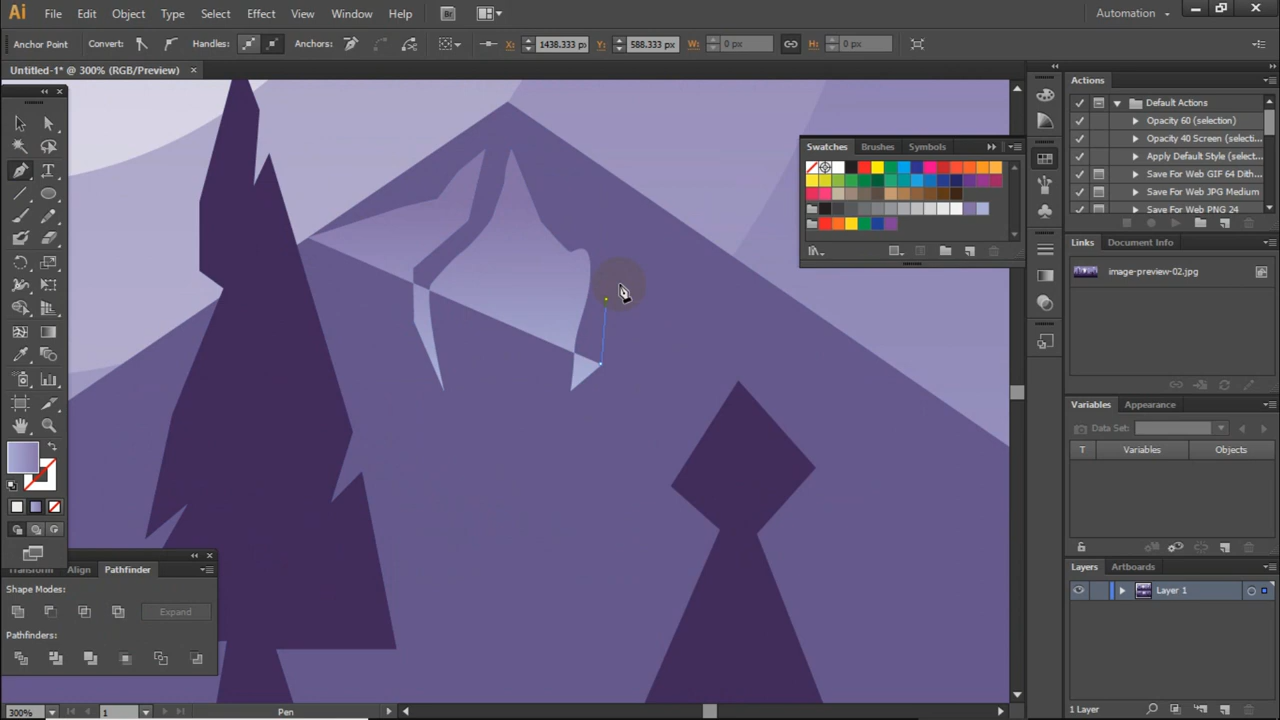 Ai File Edit Object Type Select Effect View Window Help Br Automation
Anchor Point Convert: Handles: Anchors: X: 1438.333 px Y: 588.333 px W: 0 px H: 0 px
Untitled-1* @ 300% (RGB/Preview)
Actions
Default Actions
Opacity 60 (selection)
Opacity 40 Screen (selecti...
Apply Default Style (select...
Save For Web GIF 64 Dith...
Save For Web JPG Medium
Save For Web PNG 24
Swatches Brushes Symbols
Links Document Info
image-preview-02.jpg
Variables Appearance
Data Set:
T Variables Objects
Transform Align Pathfinder
Shape Modes:
Expand
Pathfinders:
Layers Artboards
Layer 1
1 Layer
300% 1 Pen